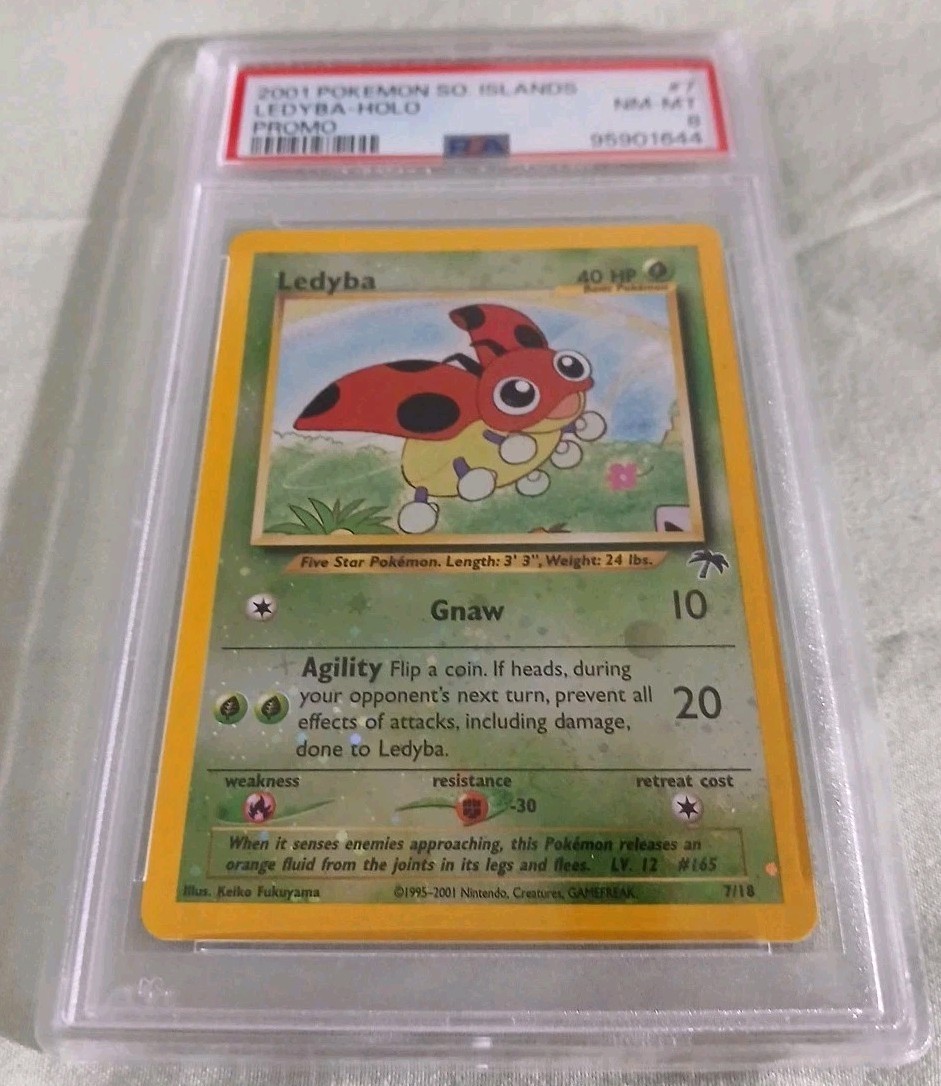 2001 POKEMON SO. ISLANDS #7
LEDYBA-HOLO NM-MT
PROMO 8
PSA 95901644
Ledyba 40 HP
Basic Pokémon
Five Star Pokémon. Length: 3' 3", Weight: 24 lbs.
Gnaw 10
Agility Flip a coin. If heads, during
your opponent's next turn, prevent all
effects of attacks, including damage,
done to Ledyba.
20
weakness resistance retreat cost
-30
When it senses enemies approaching, this Pokémon releases an
orange fluid from the joints in its legs and flees. LV. 12 #165
Illus. Keiko Fukuyama ©1995-2001 Nintendo, Creatures, GAMEFREAK. 7/18